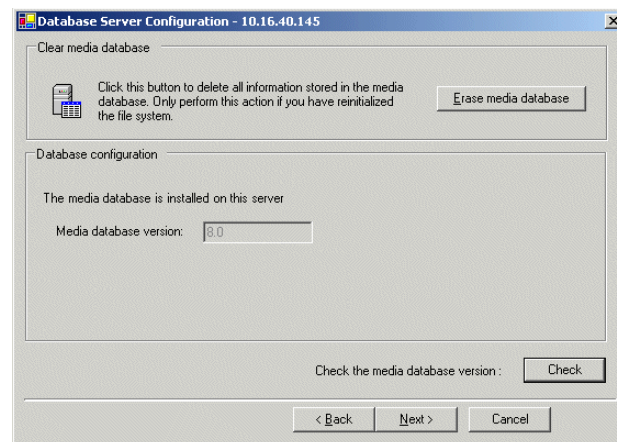 Database Server Configuration - 10.16.40.145
Clear media database
Click this button to delete all information stored in the media
database. Only perform this action if you have reinitialized
the file system.
Erase media database
Database configuration
The media database is installed on this server
Media database version: 8.0
Check the media database version : Check
< Back Next > Cancel